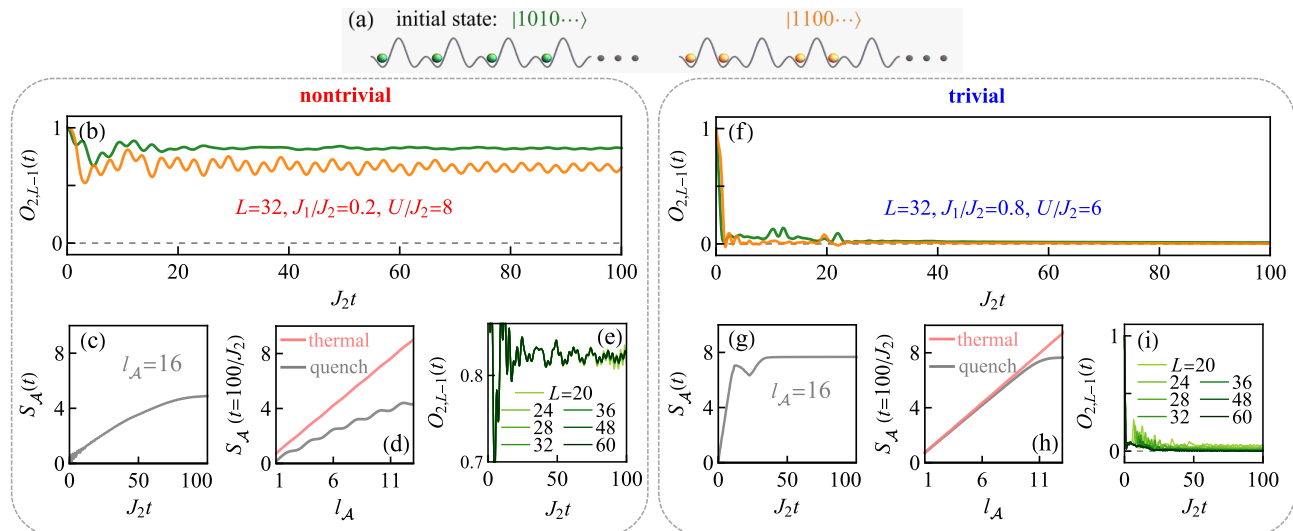 (a) initial state: |1010⋯⟩ |1100⋯⟩
nontrivial
(b)
O₂,L₋₁(t)
1
0
L=32, J₁/J₂=0.2, U/J₂=8
0 20 40 60 80 100
J₂t
(c)
S𝒜(t)
8
4
0
l𝒜=16
0 50 100
J₂t
S𝒜 (t=100/J₂)
8
4
0
thermal
quench
(d)
1 6 11
l𝒜
(e)
O₂,L₋₁(t)
0.8
0.7
L=20
24 36
28 48
32 60
0 50 100
J₂t
trivial
(f)
O₂,L₋₁(t)
1
0
L=32, J₁/J₂=0.8, U/J₂=6
0 20 40 60 80 100
J₂t
(g)
S𝒜(t)
8
4
0
l𝒜=16
0 50 100
J₂t
S𝒜 (t=100/J₂)
8
4
0
thermal
quench
(h)
1 6 11
l𝒜
(i)
O₂,L₋₁(t)
1
0
L=20
24 36
28 48
32 60
0 50 100
J₂t